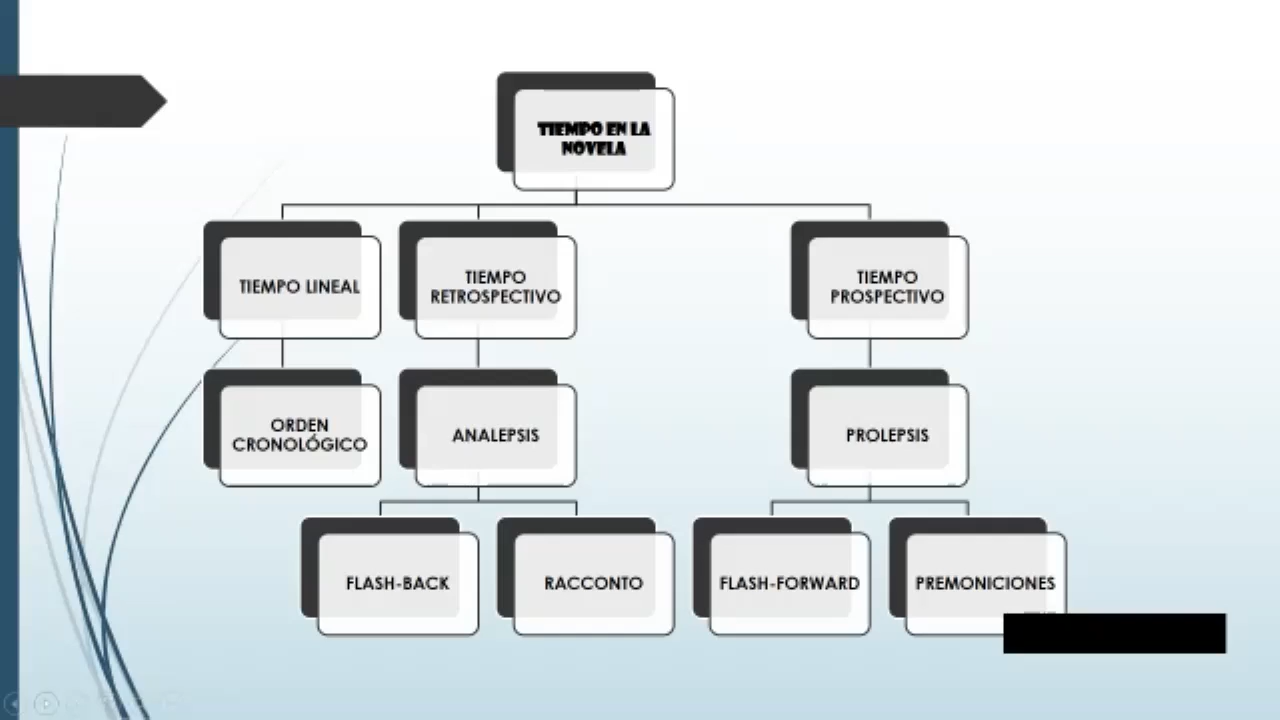 TIEMPO EN LA
NOVELA
TIEMPO LINEAL
TIEMPO
RETROSPECTIVO
TIEMPO
PROSPECTIVO
ORDEN
CRONOLÓGICO
ANALEPSIS
PROLEPSIS
FLASH-BACK
RACCONTO
FLASH-FORWARD
PREMONICIONES